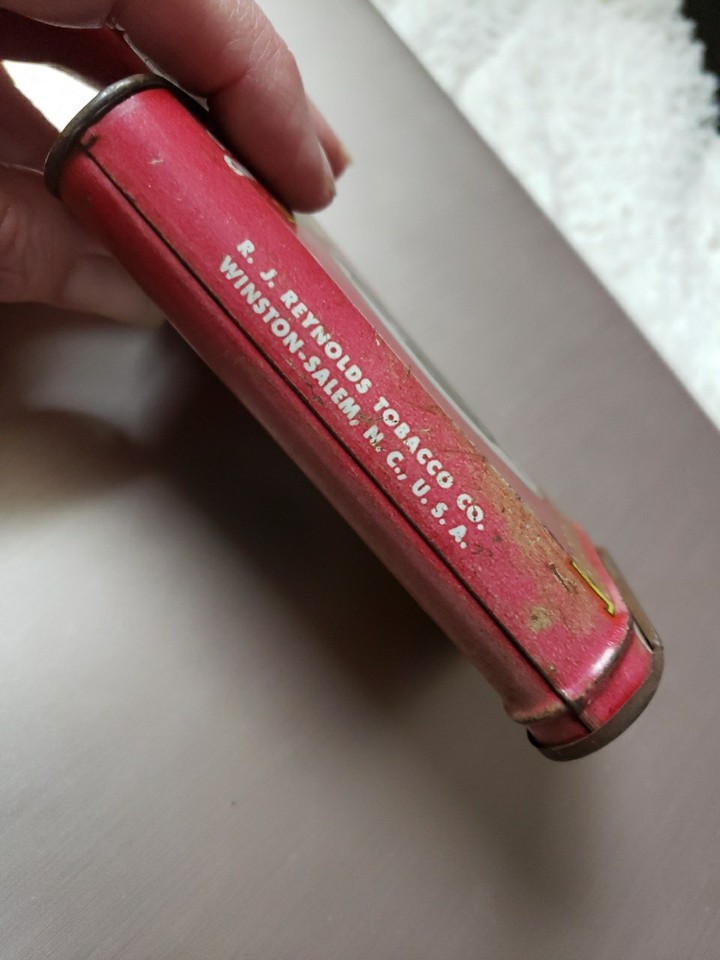 R. J. REYNOLDS TOBACCO CO.
WINSTON-SALEM, N. C., U. S. A.